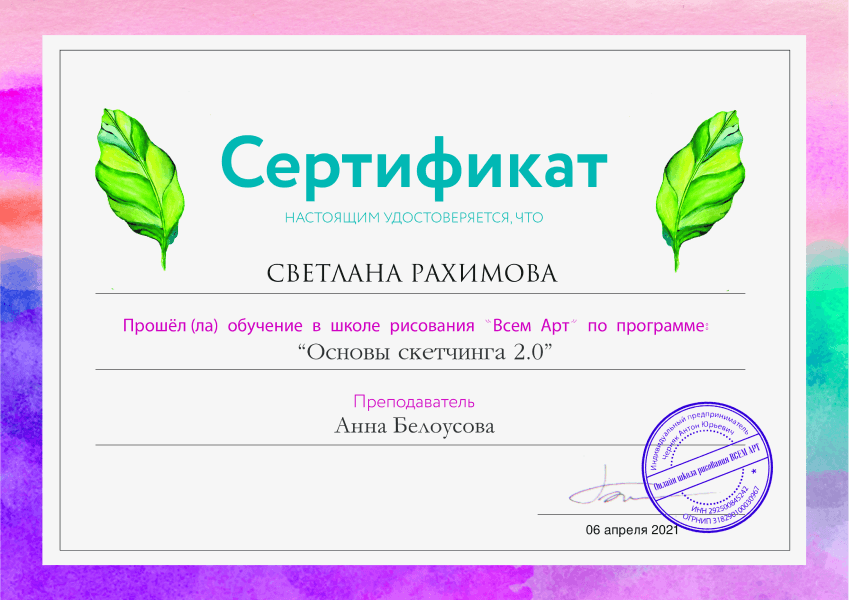 Сертификат
НАСТОЯЩИМ УДОСТОВЕРЯЕТСЯ, ЧТО
СВЕТЛАНА РАХИМОВА
Прошёл (ла) обучение в школе рисования "Всем Арт" по программе:
“Основы скетчинга 2.0”
Преподаватель
Анна Белоусова
Индивидуальный предприниматель
Черняк Антон Юрьевич
Онлайн школа рисования ВСЕМ АРТ
ИНН 292500845242
ОГРНИП 318298100030967
06 апреля 2021